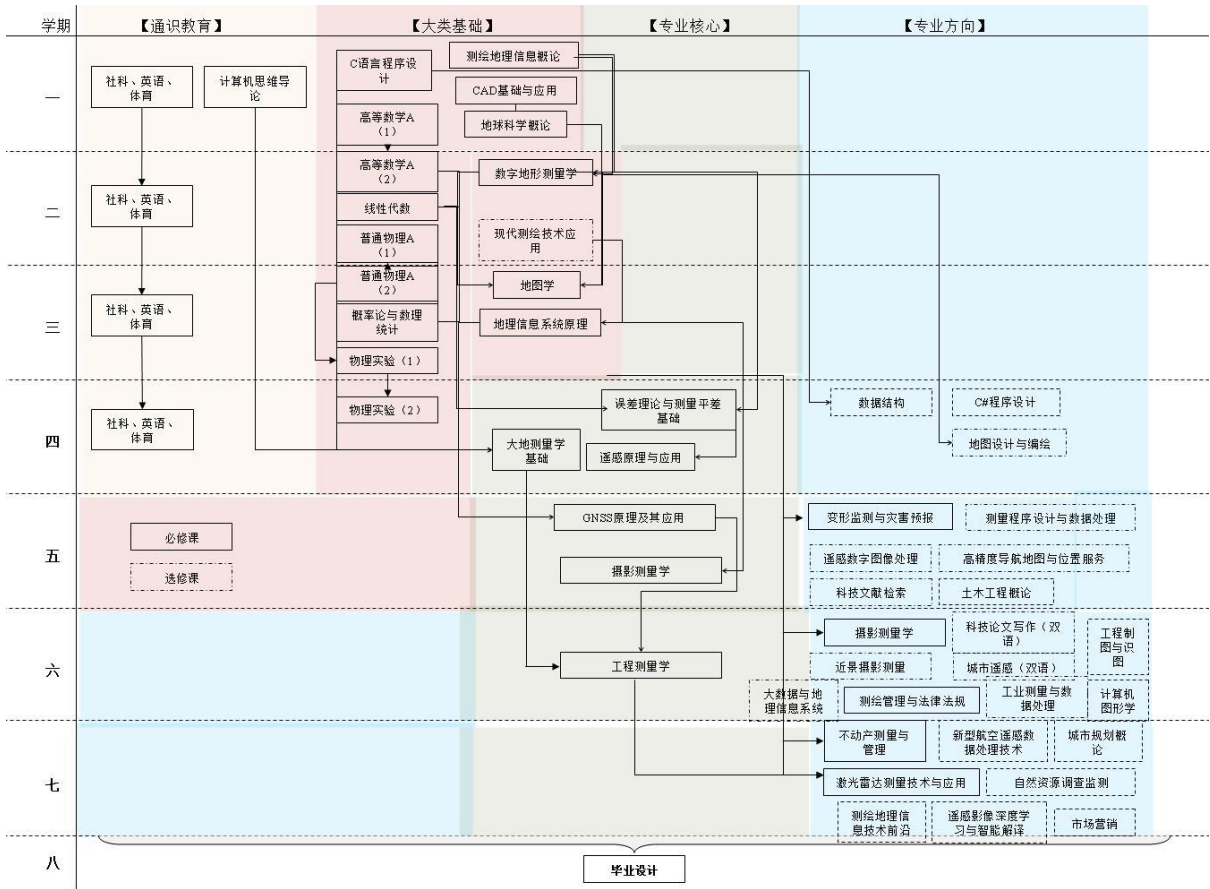 学期
【通识教育】
【大类基础】
【专业核心】
【专业方向】
一
社科、英语、
体育
计算机思维导
论
C语言程序设
计
测绘地理信息概论
CAD基础与应用
高等数学A
（1）
地球科学概论
二
社科、英语、
体育
高等数学A
（2）
数字地形测量学
线性代数
普通物理A
（1）
现代测绘技术应
用
三
社科、英语、
体育
普通物理A
（2）
地图学
概率论与数理
统计
地理信息系统原理
物理实验（1）
四
社科、英语、
体育
物理实验（2）
误差理论与测量平差
基础
大地测量学
基础
遥感原理与应用
数据结构
C#程序设计
地图设计与编绘
五
必修课
选修课
GNSS原理及其应用
摄影测量学
变形监测与灾害预报
测量程序设计与数据处理
遥感数字图像处理
高精度导航地图与位置服务
科技文献检索
土木工程概论
六
工程测量学
摄影测量学
科技论文写作（双
语）
工程制
图与识
图
近景摄影测量
城市遥感（双语）
大数据与地
理信息系统
测绘管理与法律法规
工业测量与数
据处理
计算机
图形学
七
不动产测量与
管理
新型航空遥感数
据处理技术
城市规划概
论
激光雷达测量技术与应用
自然资源调查监测
测绘地理信
息技术前沿
遥感影像深度学
习与智能解译
市场营销
八
毕业设计